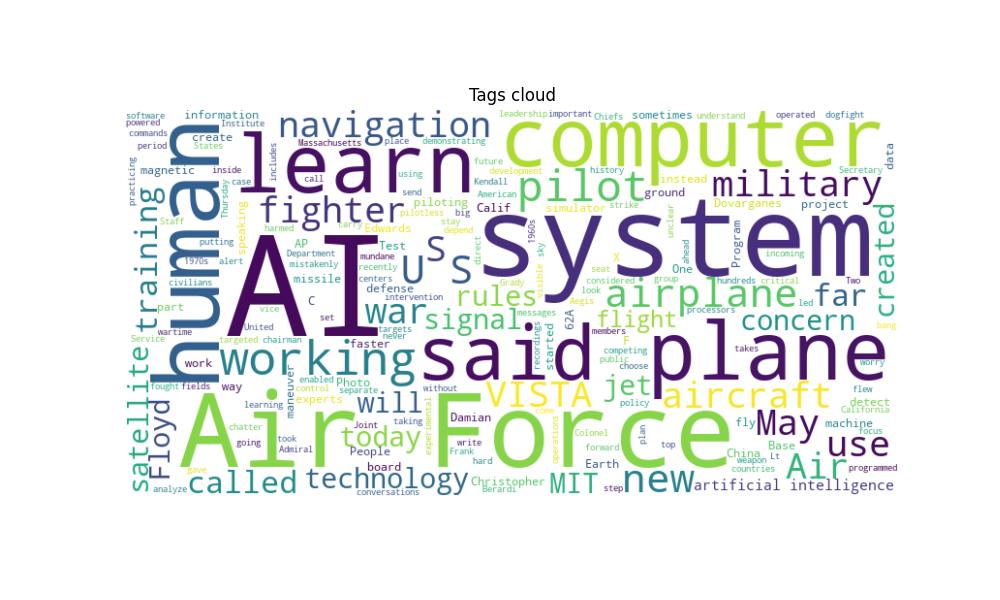 Tags cloud
software
information
leadership
important
Chiefs
sometimes
understand
operated
dogfight
powered
Institute
navigation
computer
commands
create
States
Massachusetts
place
demonstrating
period
human
learn
future
practicing
magnetic
inside
includes
call
using
development
history
instead
Secretary
data
case
send
Kendall
pilot
ground
military
Thursday
American
training
fighter
piloting
Calif
simulator
strike
Dovarganes
project
speaking
pilotless
big
Staff
harmed
Larry
Edwards
stay
depend
1960s
system
unclear
Program
created
putting
AP
Test
U
S
S
direct
sky
ahead
incoming
1970s
alert
Department
mundane
mistakenly
recently
AI
X
One
civilians
missile
centers
seat
group
hundreds
critical
Two
vice
defense
Grady
visible
considered
look
part
C
intervention
rules
Aegis
airplane
led
far
wartime
United
set
war
targets
signal
messages
62A
flight
processors
concern
bang
Service
targeted
chairman
never
started
F
members
work
working
faster
said
plane
recordings
competing
public
takes
worry
satellite
fought
fields
way
enabled
Photo
without
choose
jet
aircraft
flew
Floyd
maneuver
control
separate
experts
will
VISTA
policy
California
detect
learning
Air
Force
taking
Damian
come
May
machine
focus
chatter
Joint
today
experimental
operations
Colonel
plan
fly
use
going
took
Admiral
People
write
Frank
forward
top
China
Base
gave
board
hard
Earth
weapon
Lt
Air
programmed
countries
analyze
called
technology
conversations
Christopher
Berardi
MIT
step
new
artificial intelligence